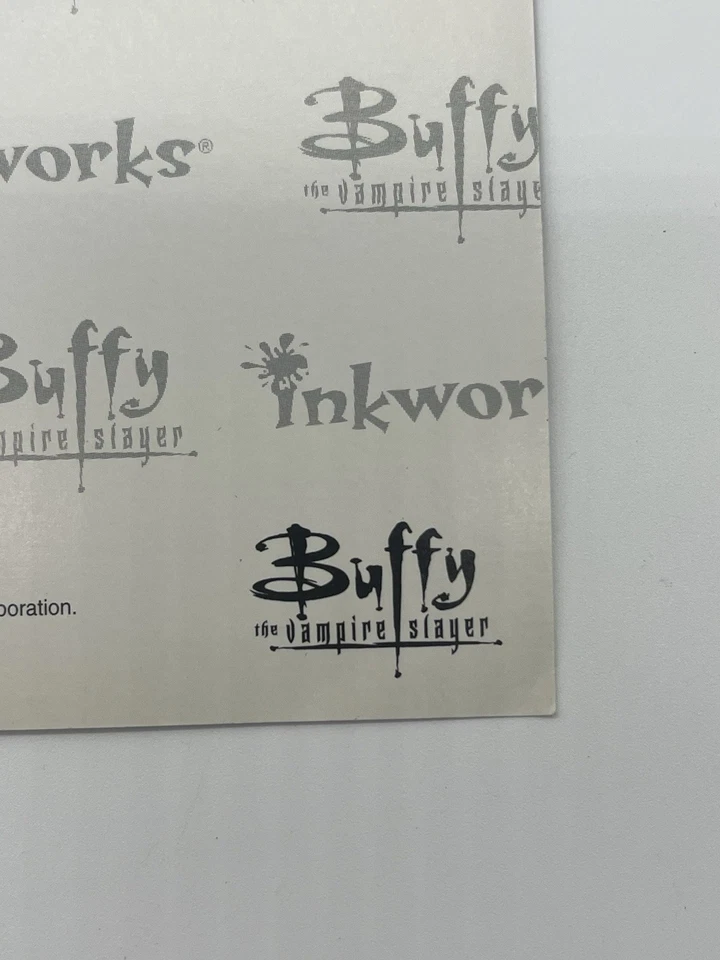 works®
Buffy
the vampire slaye
Buffy
mpire slayer
inkwor
Buffy
the vampire slayer
poration.